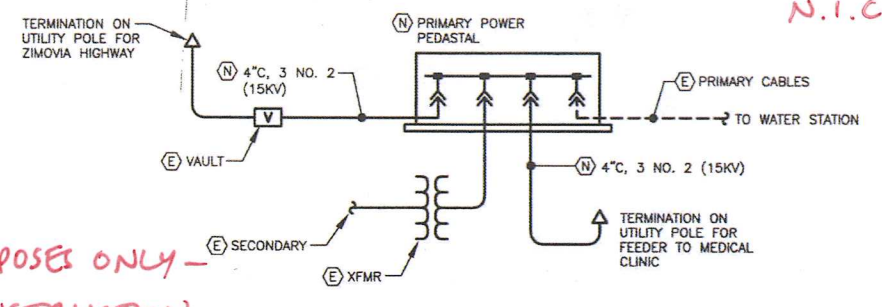 TERMINATION ON
UTILITY POLE FOR
ZIMOVIA HIGHWAY
N PRIMARY POWER
PEDASTAL
N.I.C
N 4"C, 3 NO. 2
(15KV)
E PRIMARY CABLES
V
TO WATER STATION
E VAULT
N 4"C, 3 NO. 2 (15KV)
TERMINATION ON
UTILITY POLE FOR
FEEDER TO MEDICAL
CLINIC
E SECONDARY
E XFMR
POSES ONLY —